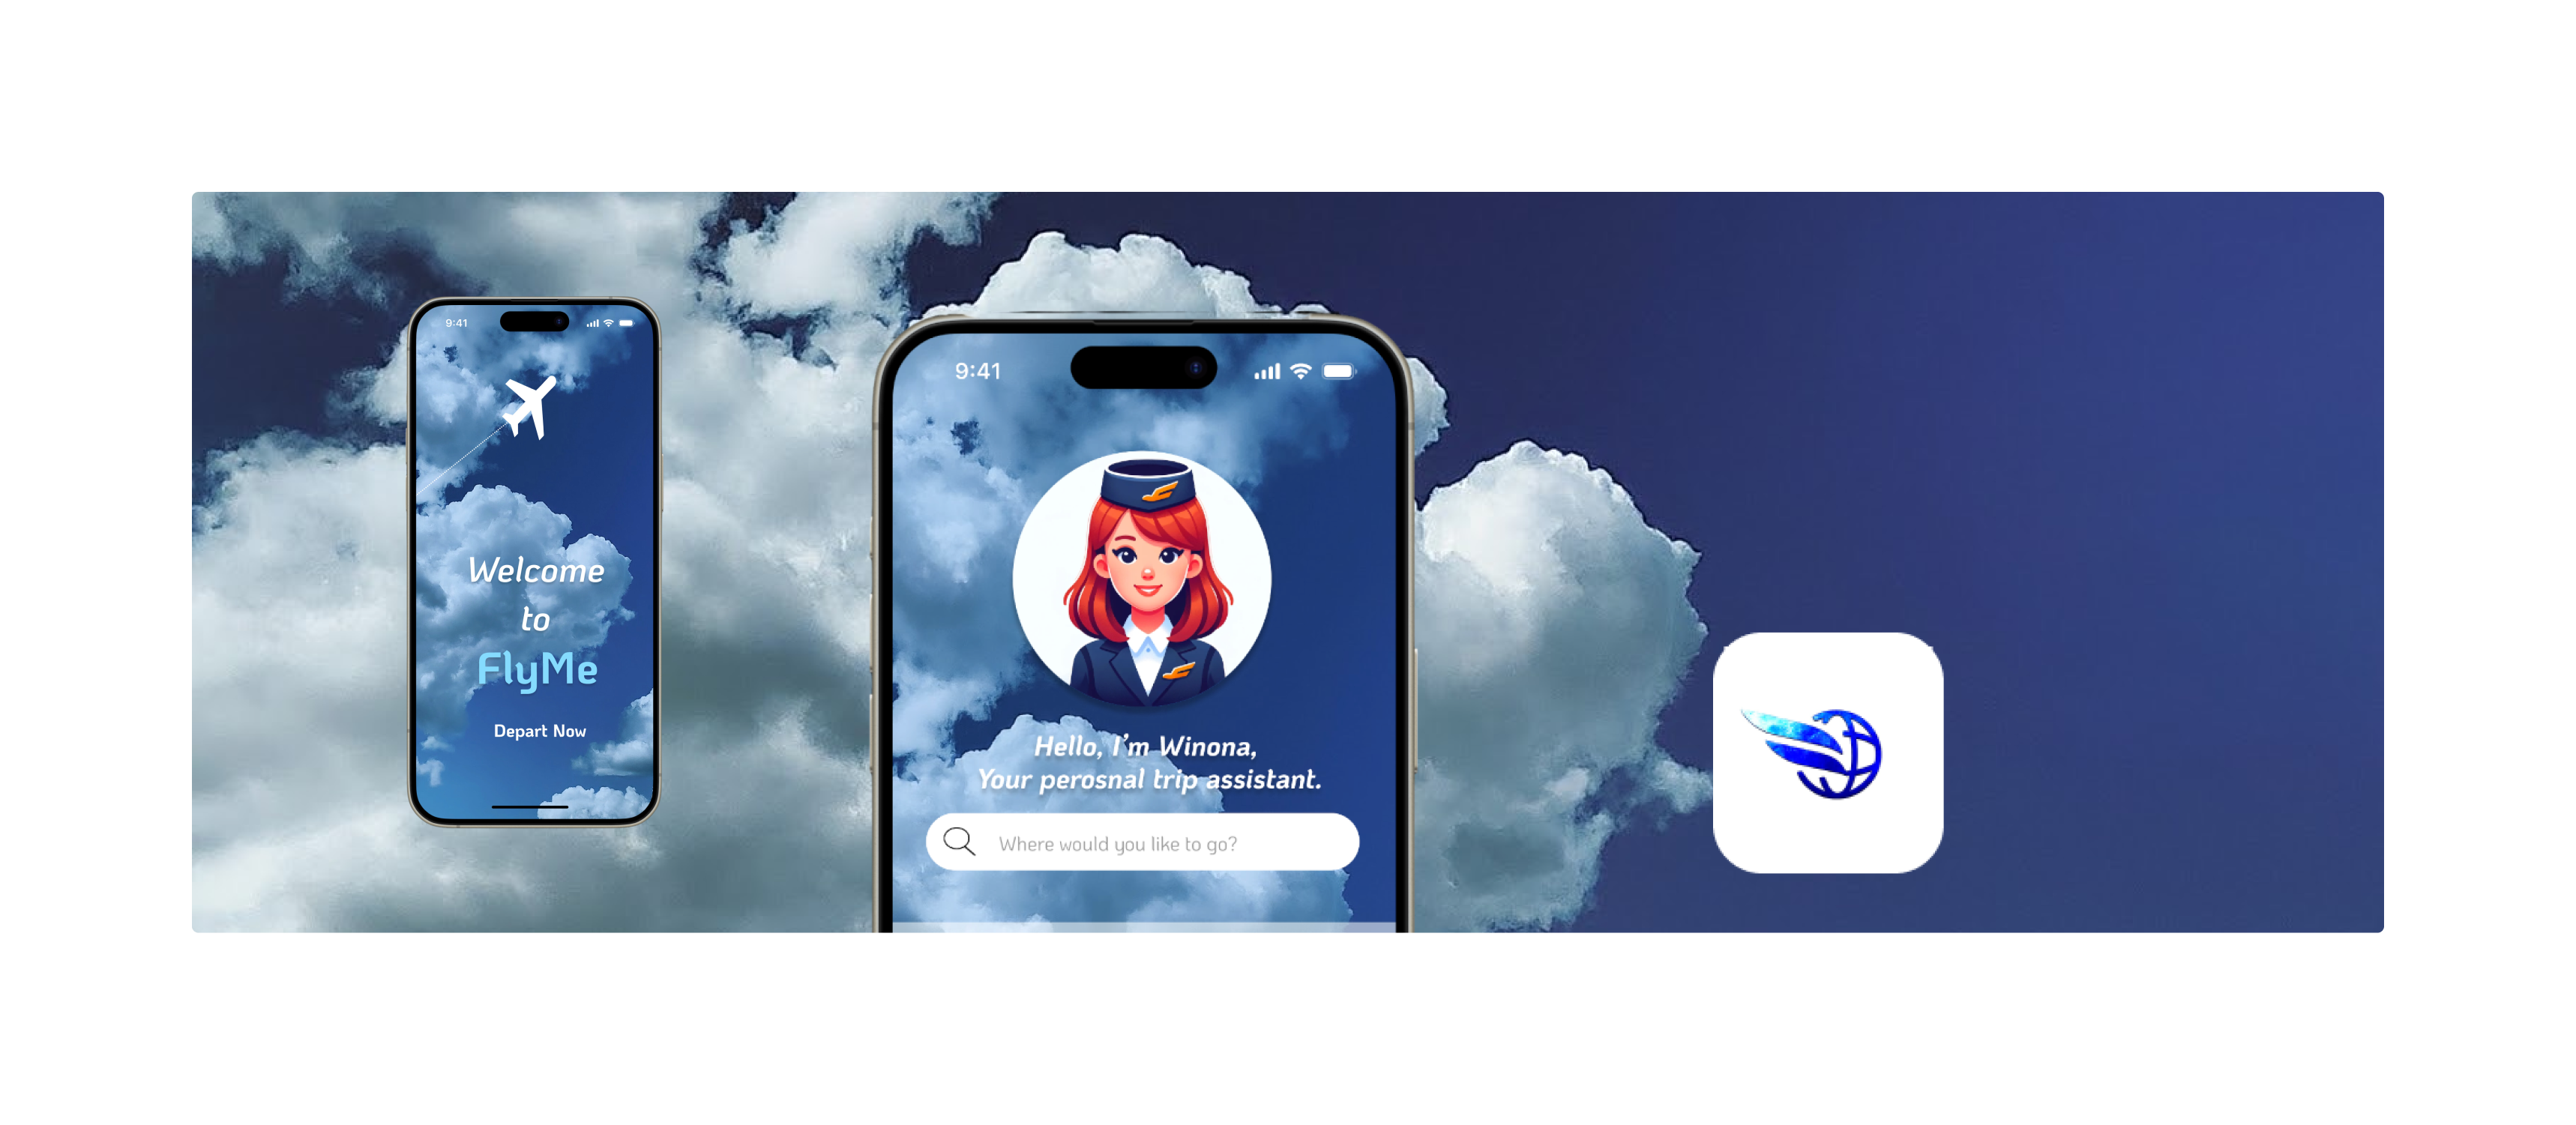 9:41
Welcome
to
FlyMe
Depart Now
9:41
Hello, I'm Winona,
Your perosnal trip assistant.
Where would you like to go?